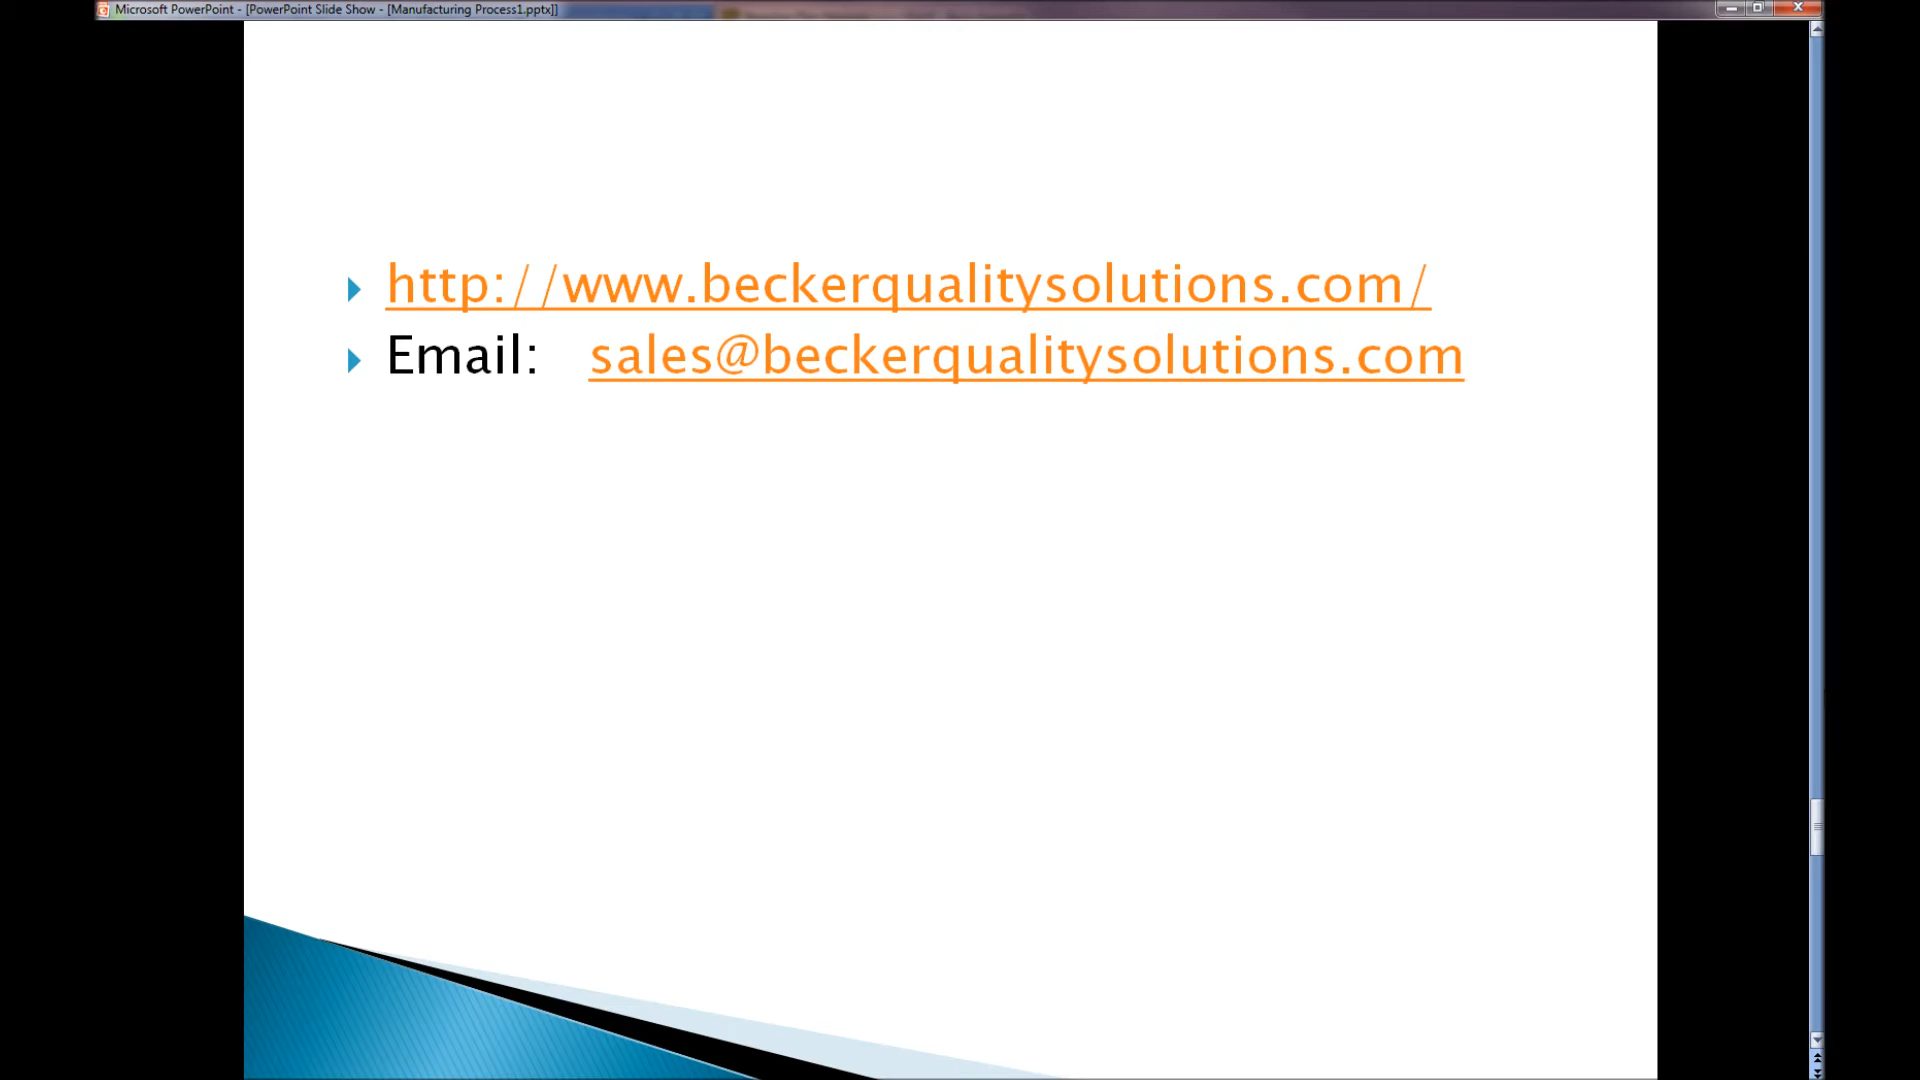 Microsoft PowerPoint - [PowerPoint Slide Show - [Manufacturing Process1.pptx]]
http://www.beckerqualitysolutions.com/
Email: sales@beckerqualitysolutions.com